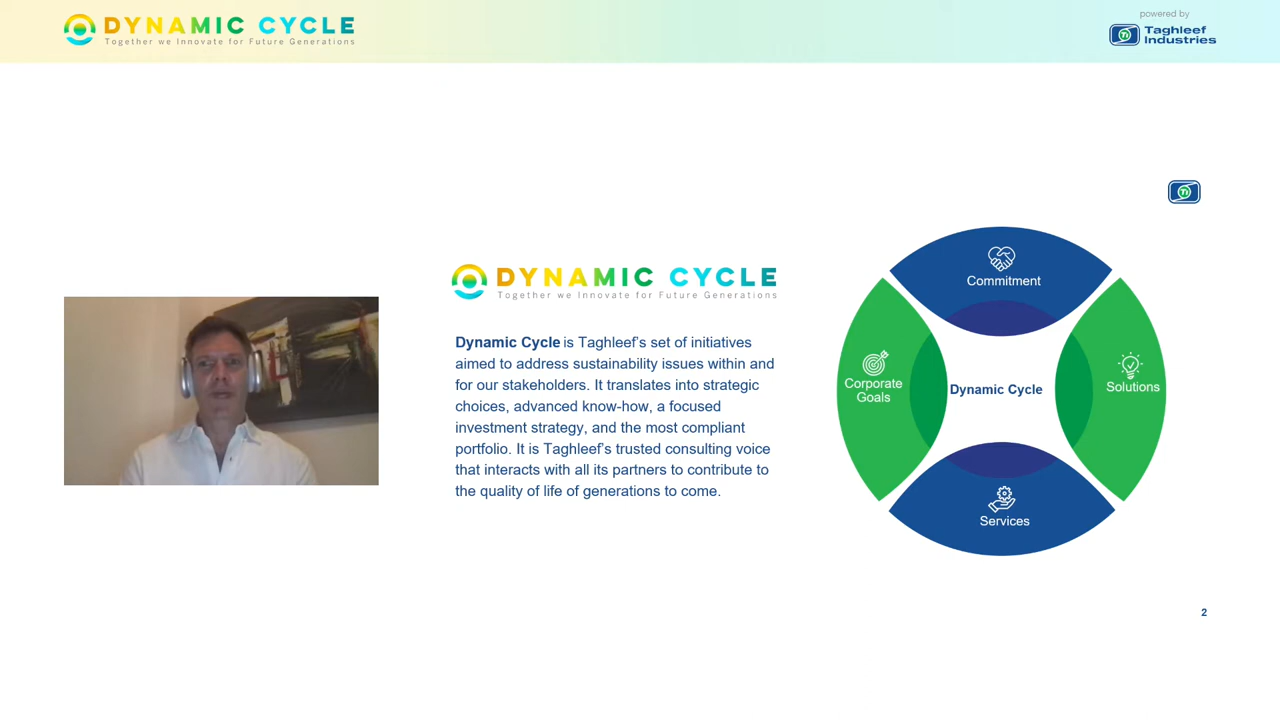 DYNAMIC CYCLE
Together we Innovate for Future Generations
powered by
Ti
Taghleef
Industries
Ti
DYNAMIC CYCLE
Together we Innovate for Future Generations
Dynamic Cycle is Taghleef's set of initiatives
aimed to address sustainability issues within and
for our stakeholders. It translates into strategic
choices, advanced know-how, a focused
investment strategy, and the most compliant
portfolio. It is Taghleef's trusted consulting voice
that interacts with all its partners to contribute to
the quality of life of generations to come.
Commitment
Corporate
Goals
Dynamic Cycle
Solutions
Services
2